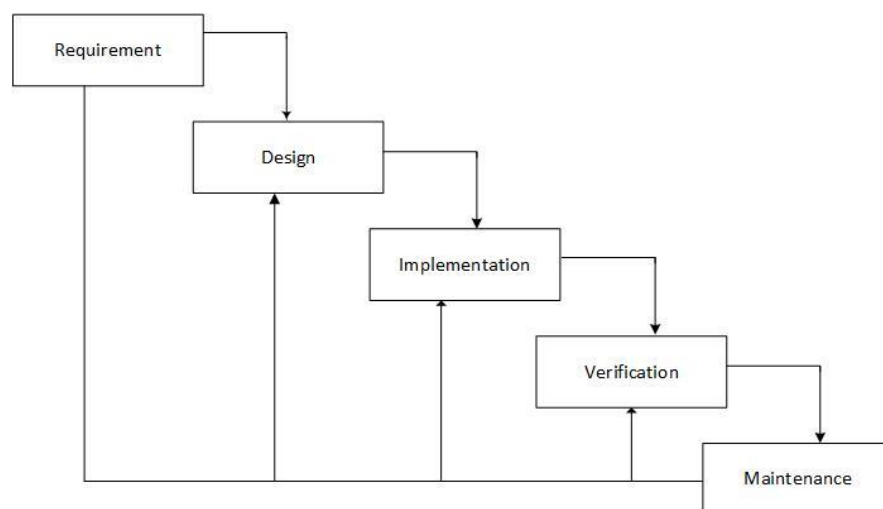 Requirement
Design
Implementation
Verification
Maintenance